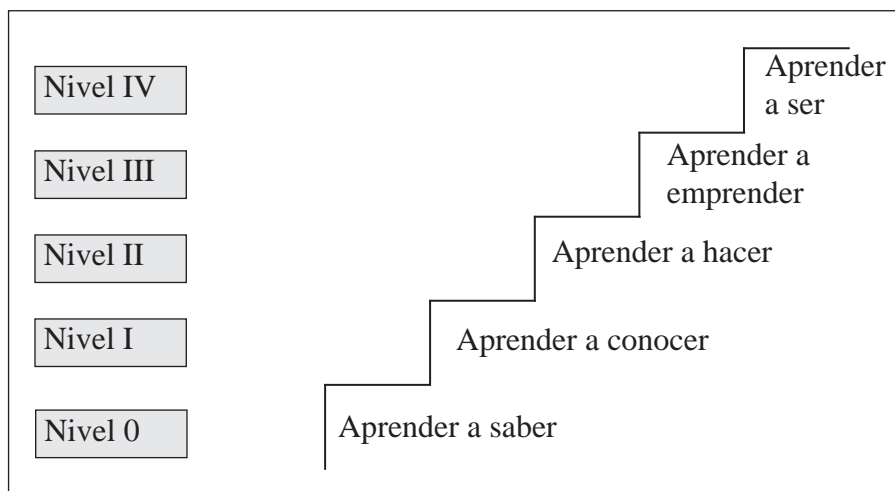 Nivel IV
Aprender
a ser
Nivel III
Aprender a
emprender
Nivel II
Aprender a hacer
Nivel I
Aprender a conocer
Nivel 0
Aprender a saber